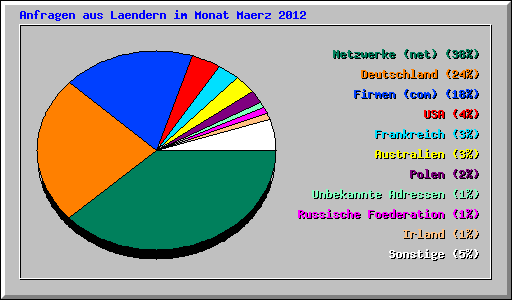 Anfragen aus Laendern im Monat Maerz 2012
Netzwerke (net) (38%)
Deutschland (24%)
Firmen (com) (18%)
USA (4%)
Frankreich (3%)
Australien (3%)
Polen (2%)
Unbekannte Adressen (1%)
Russische Foederation (1%)
Irland (1%)
Sonstige (5%)